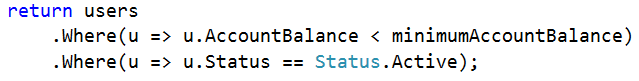 return users
    .Where(u => u.AccountBalance < minimumAccountBalance)
    .Where(u => u.Status == Status.Active);